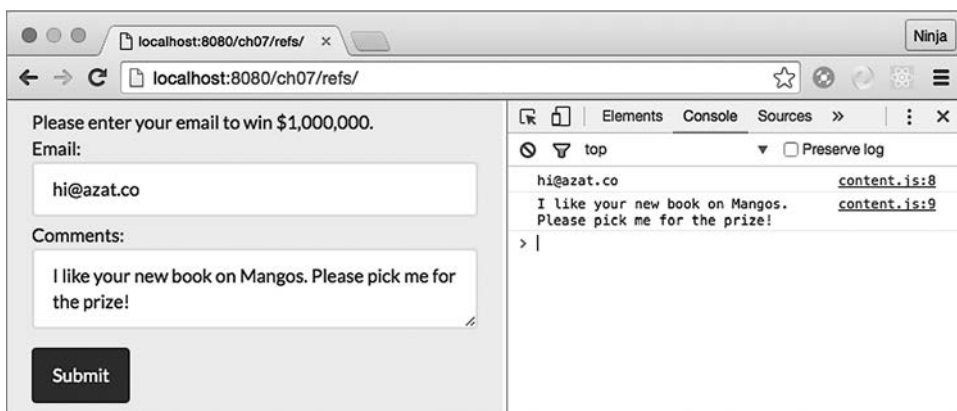 localhost:8080/ch07/refs/ ×
Ninja
localhost:8080/ch07/refs/
Please enter your email to win $1,000,000.
Email:
hi@azat.co
Comments:
I like your new book on Mangos. Please pick me for
the prize!
Submit
Elements Console Sources »
top Preserve log
hi@azat.co content.js:8
I like your new book on Mangos. content.js:9
Please pick me for the prize!
>